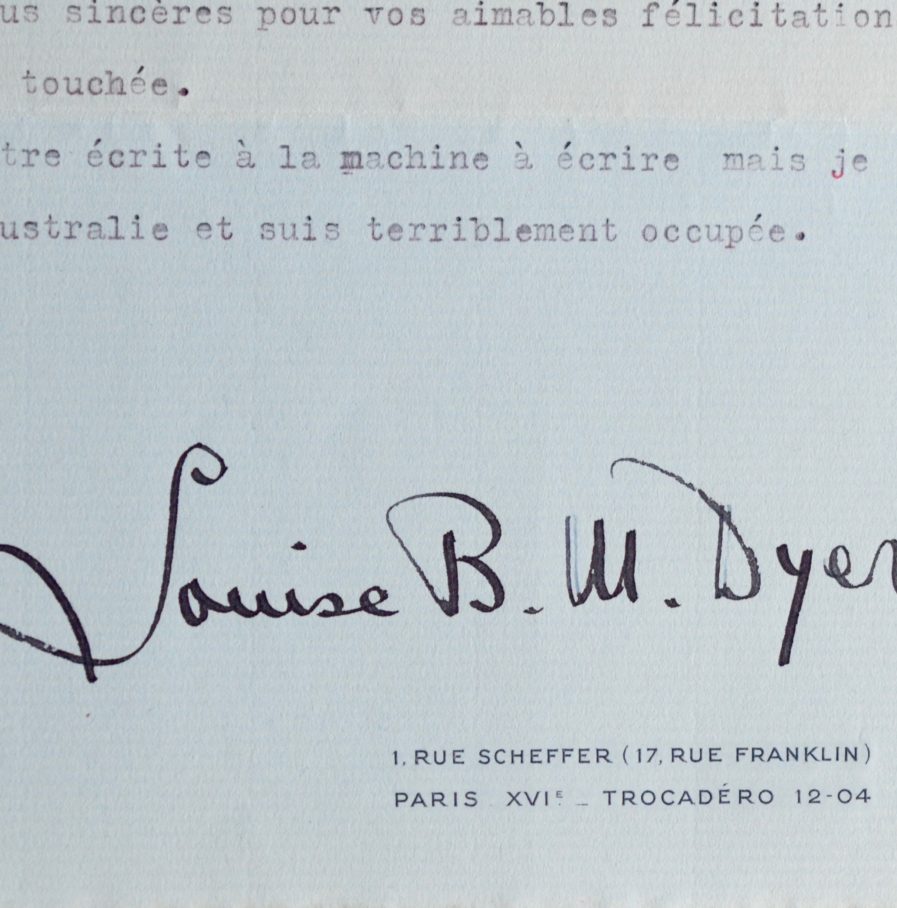 us sincères pour vos aimables félicitation
touchée.
tre écrite à la machine à écrire mais je
ustralie et suis terriblement occupée.
Louise B. M. Dyer
1, RUE SCHEFFER (17, RUE FRANKLIN)
PARIS XVIᴱ _ TROCADÉRO 12-04